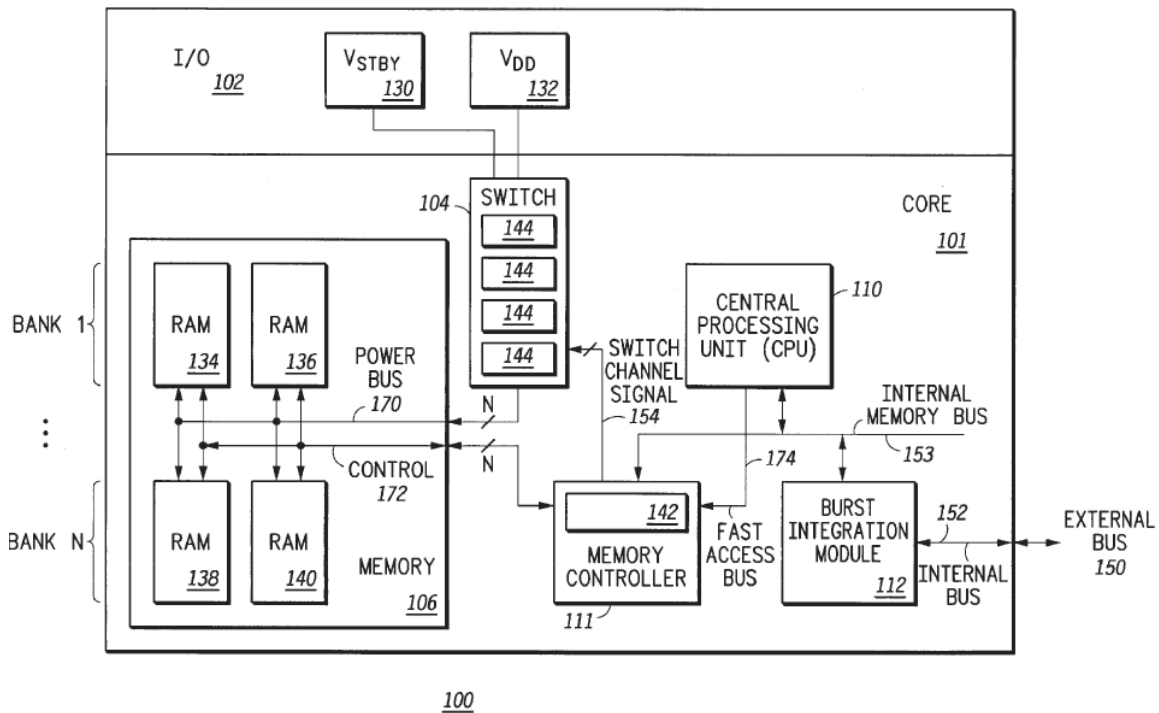 I/O
102
VSTBY
130
VDD
132
SWITCH
104
144
144
144
144
CORE
101
BANK 1
RAM
134
RAM
136
POWER
BUS
170
N
N
CONTROL
172
BANK N
RAM
138
RAM
140
MEMORY
106
SWITCH
CHANNEL
SIGNAL
154
CENTRAL
PROCESSING
UNIT (CPU)
110
INTERNAL
MEMORY BUS
153
174
142
MEMORY
CONTROLLER
111
FAST
ACCESS
BUS
BURST
INTEGRATION
MODULE
112
152
INTERNAL
BUS
EXTERNAL
BUS
150
100